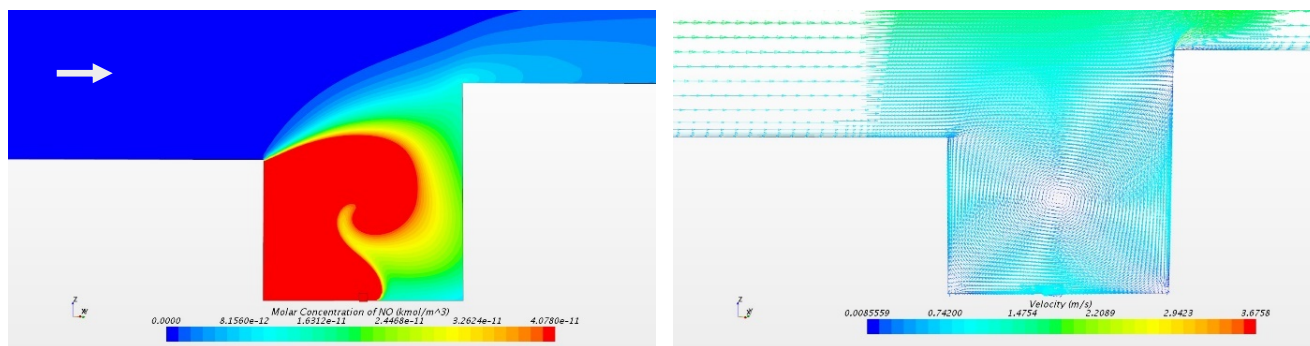 Molar Concentration of NO (kmol/m^3)
0.0000 8.1560e-12 1.6312e-11 2.4468e-11 3.2624e-11 4.0780e-11
Velocity (m/s)
0.0085559 0.74200 1.4754 2.2089 2.9423 3.6758